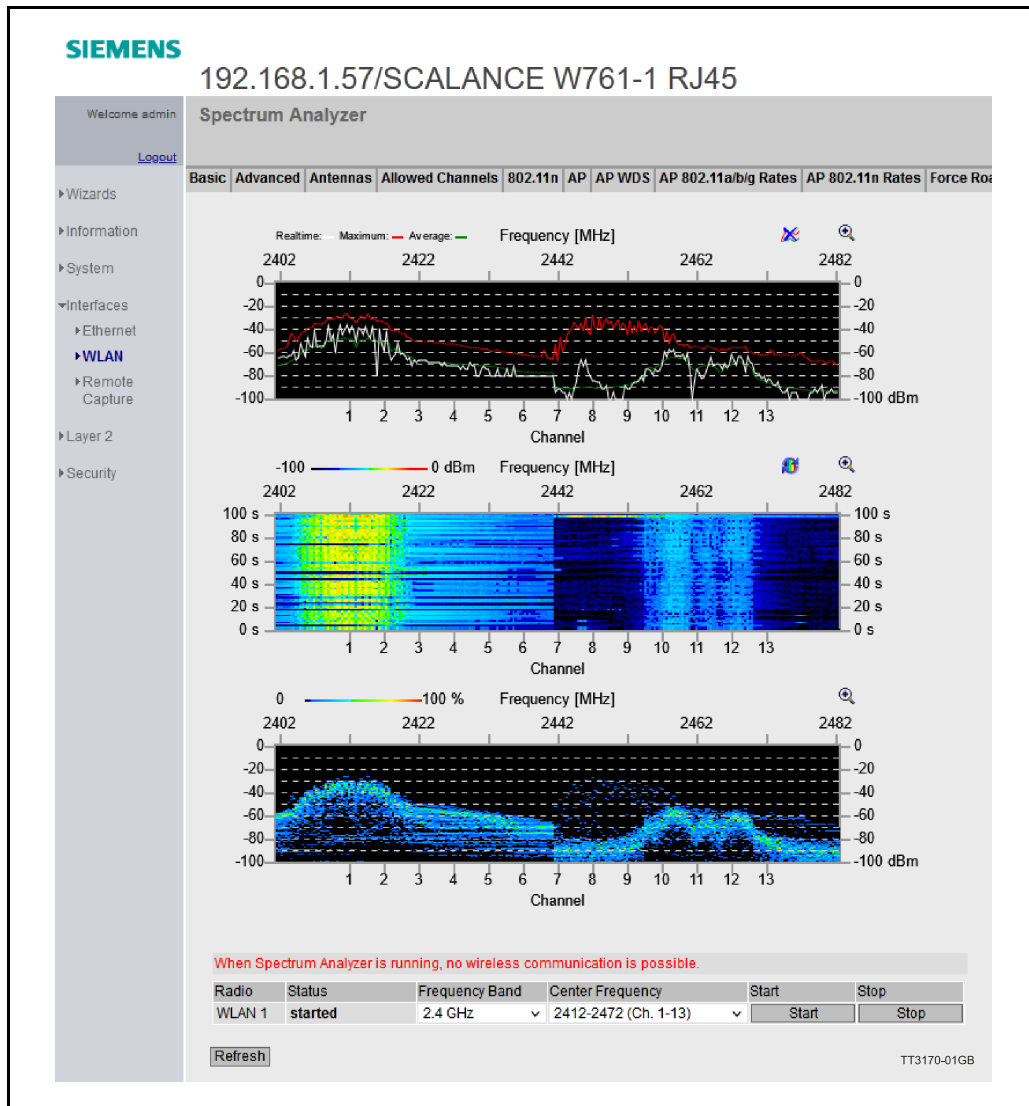 SIEMENS
192.168.1.57/SCALANCE W761-1 RJ45
Welcome admin
Logout
Spectrum Analyzer
Basic Advanced Antennas Allowed Channels 802.11n AP AP WDS AP 802.11a/b/g Rates AP 802.11n Rates Force Roa
Wizards
Information
System
Interfaces
Ethernet
WLAN
Remote
Capture
Layer 2
Security
Realtime: Maximum: Average: Frequency [MHz]
2402 2422 2442 2462 2482
0 0
-20 -20
-40 -40
-60 -60
-80 -80
-100 -100 dBm
1 2 3 4 5 6 7 8 9 10 11 12 13
Channel
-100 0 dBm Frequency [MHz]
2402 2422 2442 2462 2482
100 s 100 s
80 s 80 s
60 s 60 s
40 s 40 s
20 s 20 s
0 s 0 s
1 2 3 4 5 6 7 8 9 10 11 12 13
Channel
0 100 % Frequency [MHz]
2402 2422 2442 2462 2482
0 0
-20 -20
-40 -40
-60 -60
-80 -80
-100 -100 dBm
1 2 3 4 5 6 7 8 9 10 11 12 13
Channel
When Spectrum Analyzer is running, no wireless communication is possible.
Radio Status Frequency Band Center Frequency Start Stop
WLAN 1 started 2.4 GHz 2412-2472 (Ch. 1-13) Start Stop
Refresh
TT3170-01GB